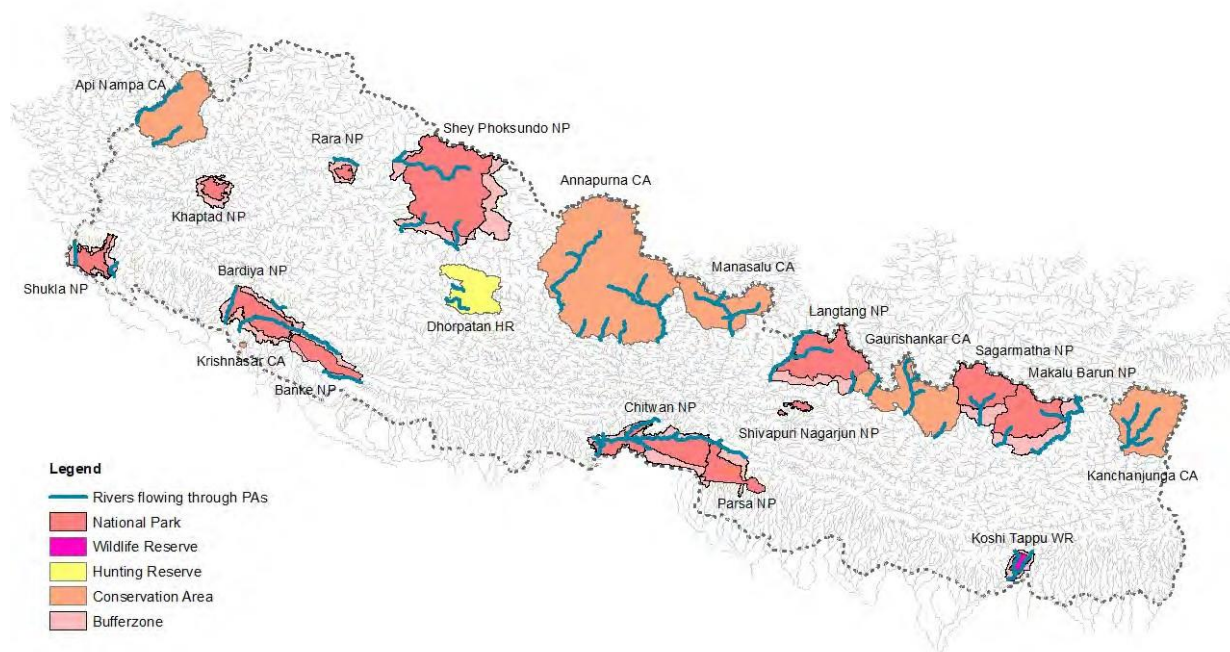 Api Nampa CA
Rara NP
Shey Phoksundo NP
Annapurna CA
Khaptad NP
Shukla NP
Bardiya NP
Manasalu CA
Dhorpatan HR
Langtang NP
Gaurishankar CA
Sagarmatha NP
Makalu Barun NP
Krishnasar CA
Banke NP
Chitwan NP
Shivapuri Nagarjun NP
Kanchanjunga CA
Parsa NP
Koshi Tappu WR
Legend
Rivers flowing through PAs
National Park
Wildlife Reserve
Hunting Reserve
Conservation Area
Bufferzone